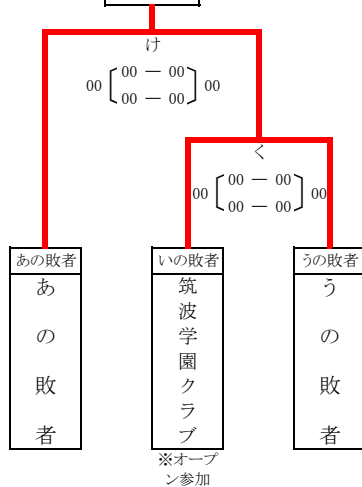 け
00 00 － 00 00
00 － 00
く
00 00 － 00 00
00 － 00
あの敗者 いの敗者 うの敗者
あの敗者
筑波学園クラブ
うの敗者
※オープ
ン参加